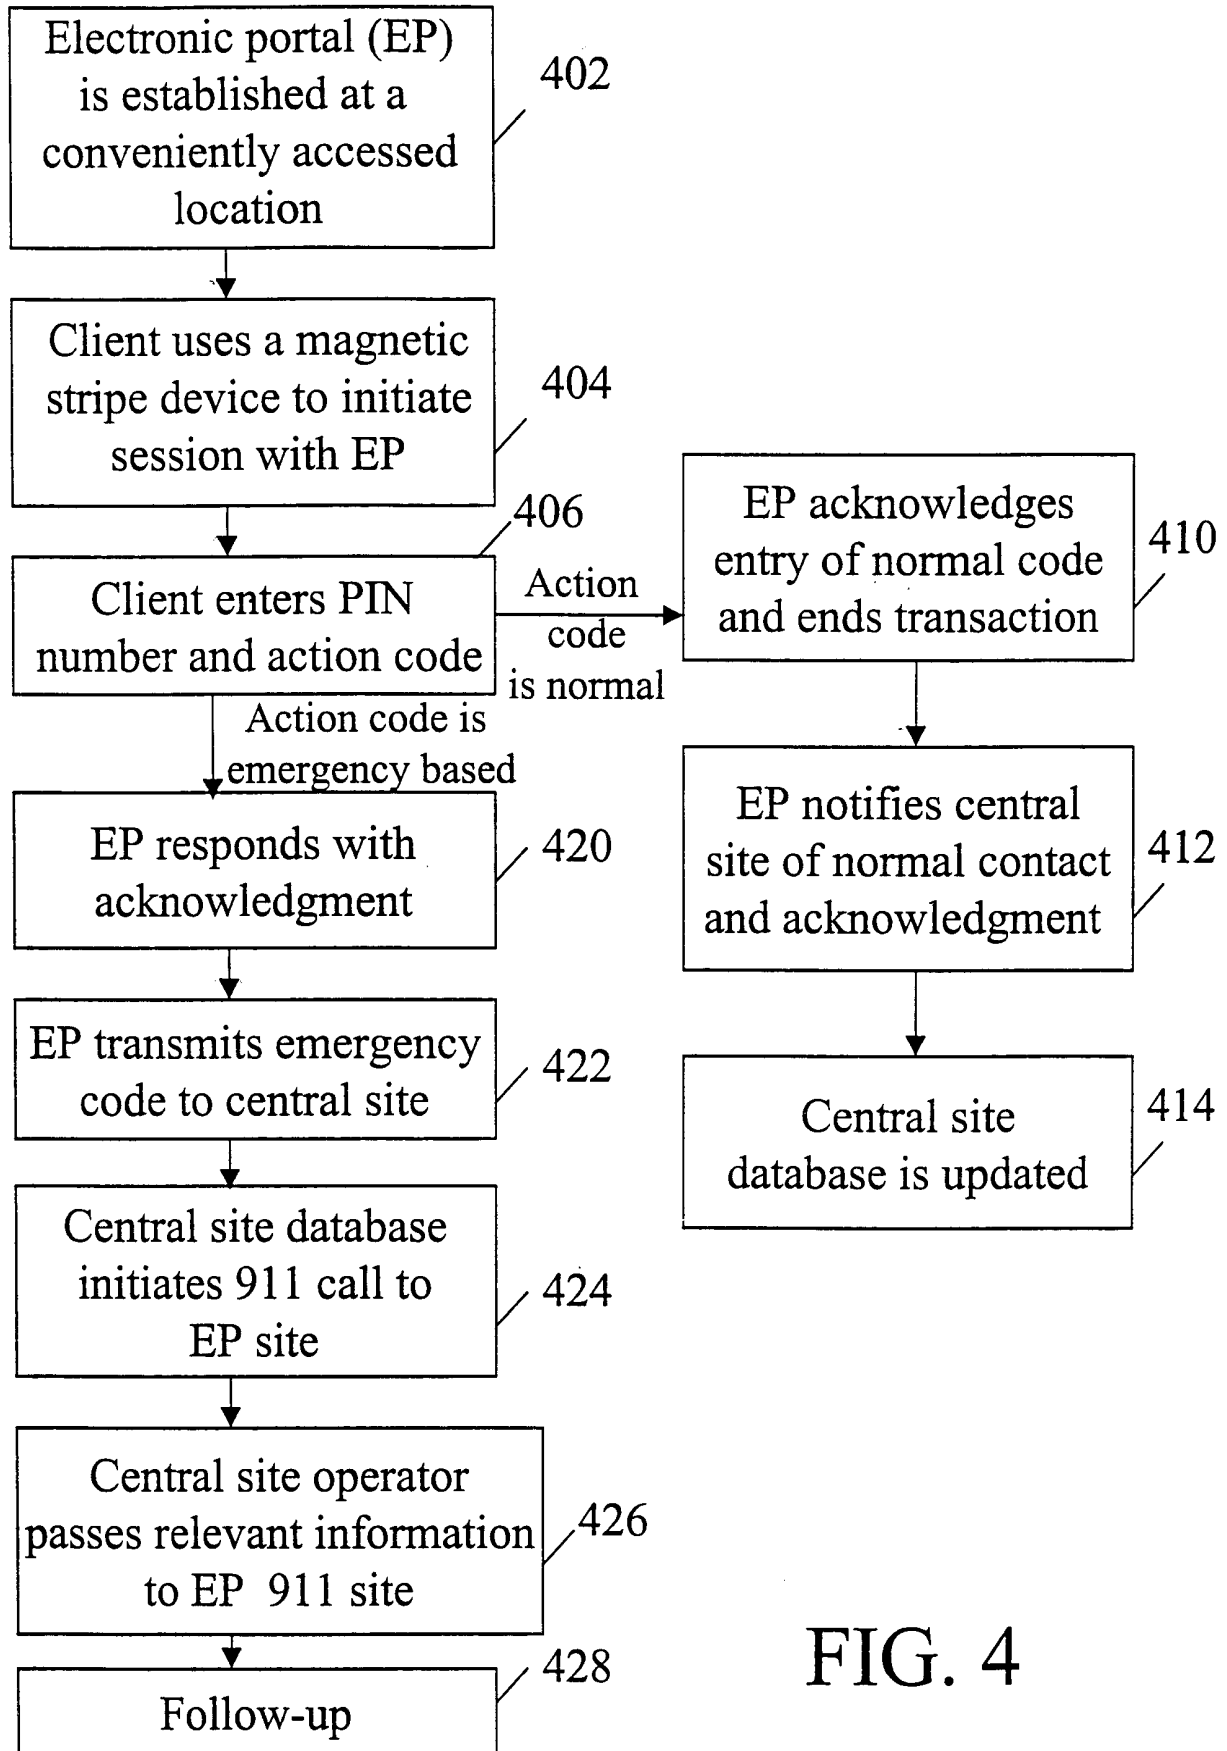 Electronic portal (EP)
is established at a
conveniently accessed
location
402
Client uses a magnetic
stripe device to initiate
session with EP
404
406
Client enters PIN
number and action code
Action
code
is normal
EP acknowledges
entry of normal code
and ends transaction
410
EP notifies central
site of normal contact
and acknowledgment
412
Central site
database is updated
414
Action code is
emergency based
EP responds with
acknowledgment
420
EP transmits emergency
code to central site
422
Central site database
initiates 911 call to
EP site
424
Central site operator
passes relevant information
to EP 911 site
426
428
Follow-up
FIG. 4